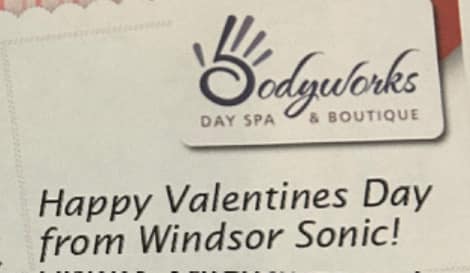 Bodyworks
DAY SPA & BOUTIQUE
Happy Valentines Day
from Windsor Sonic!